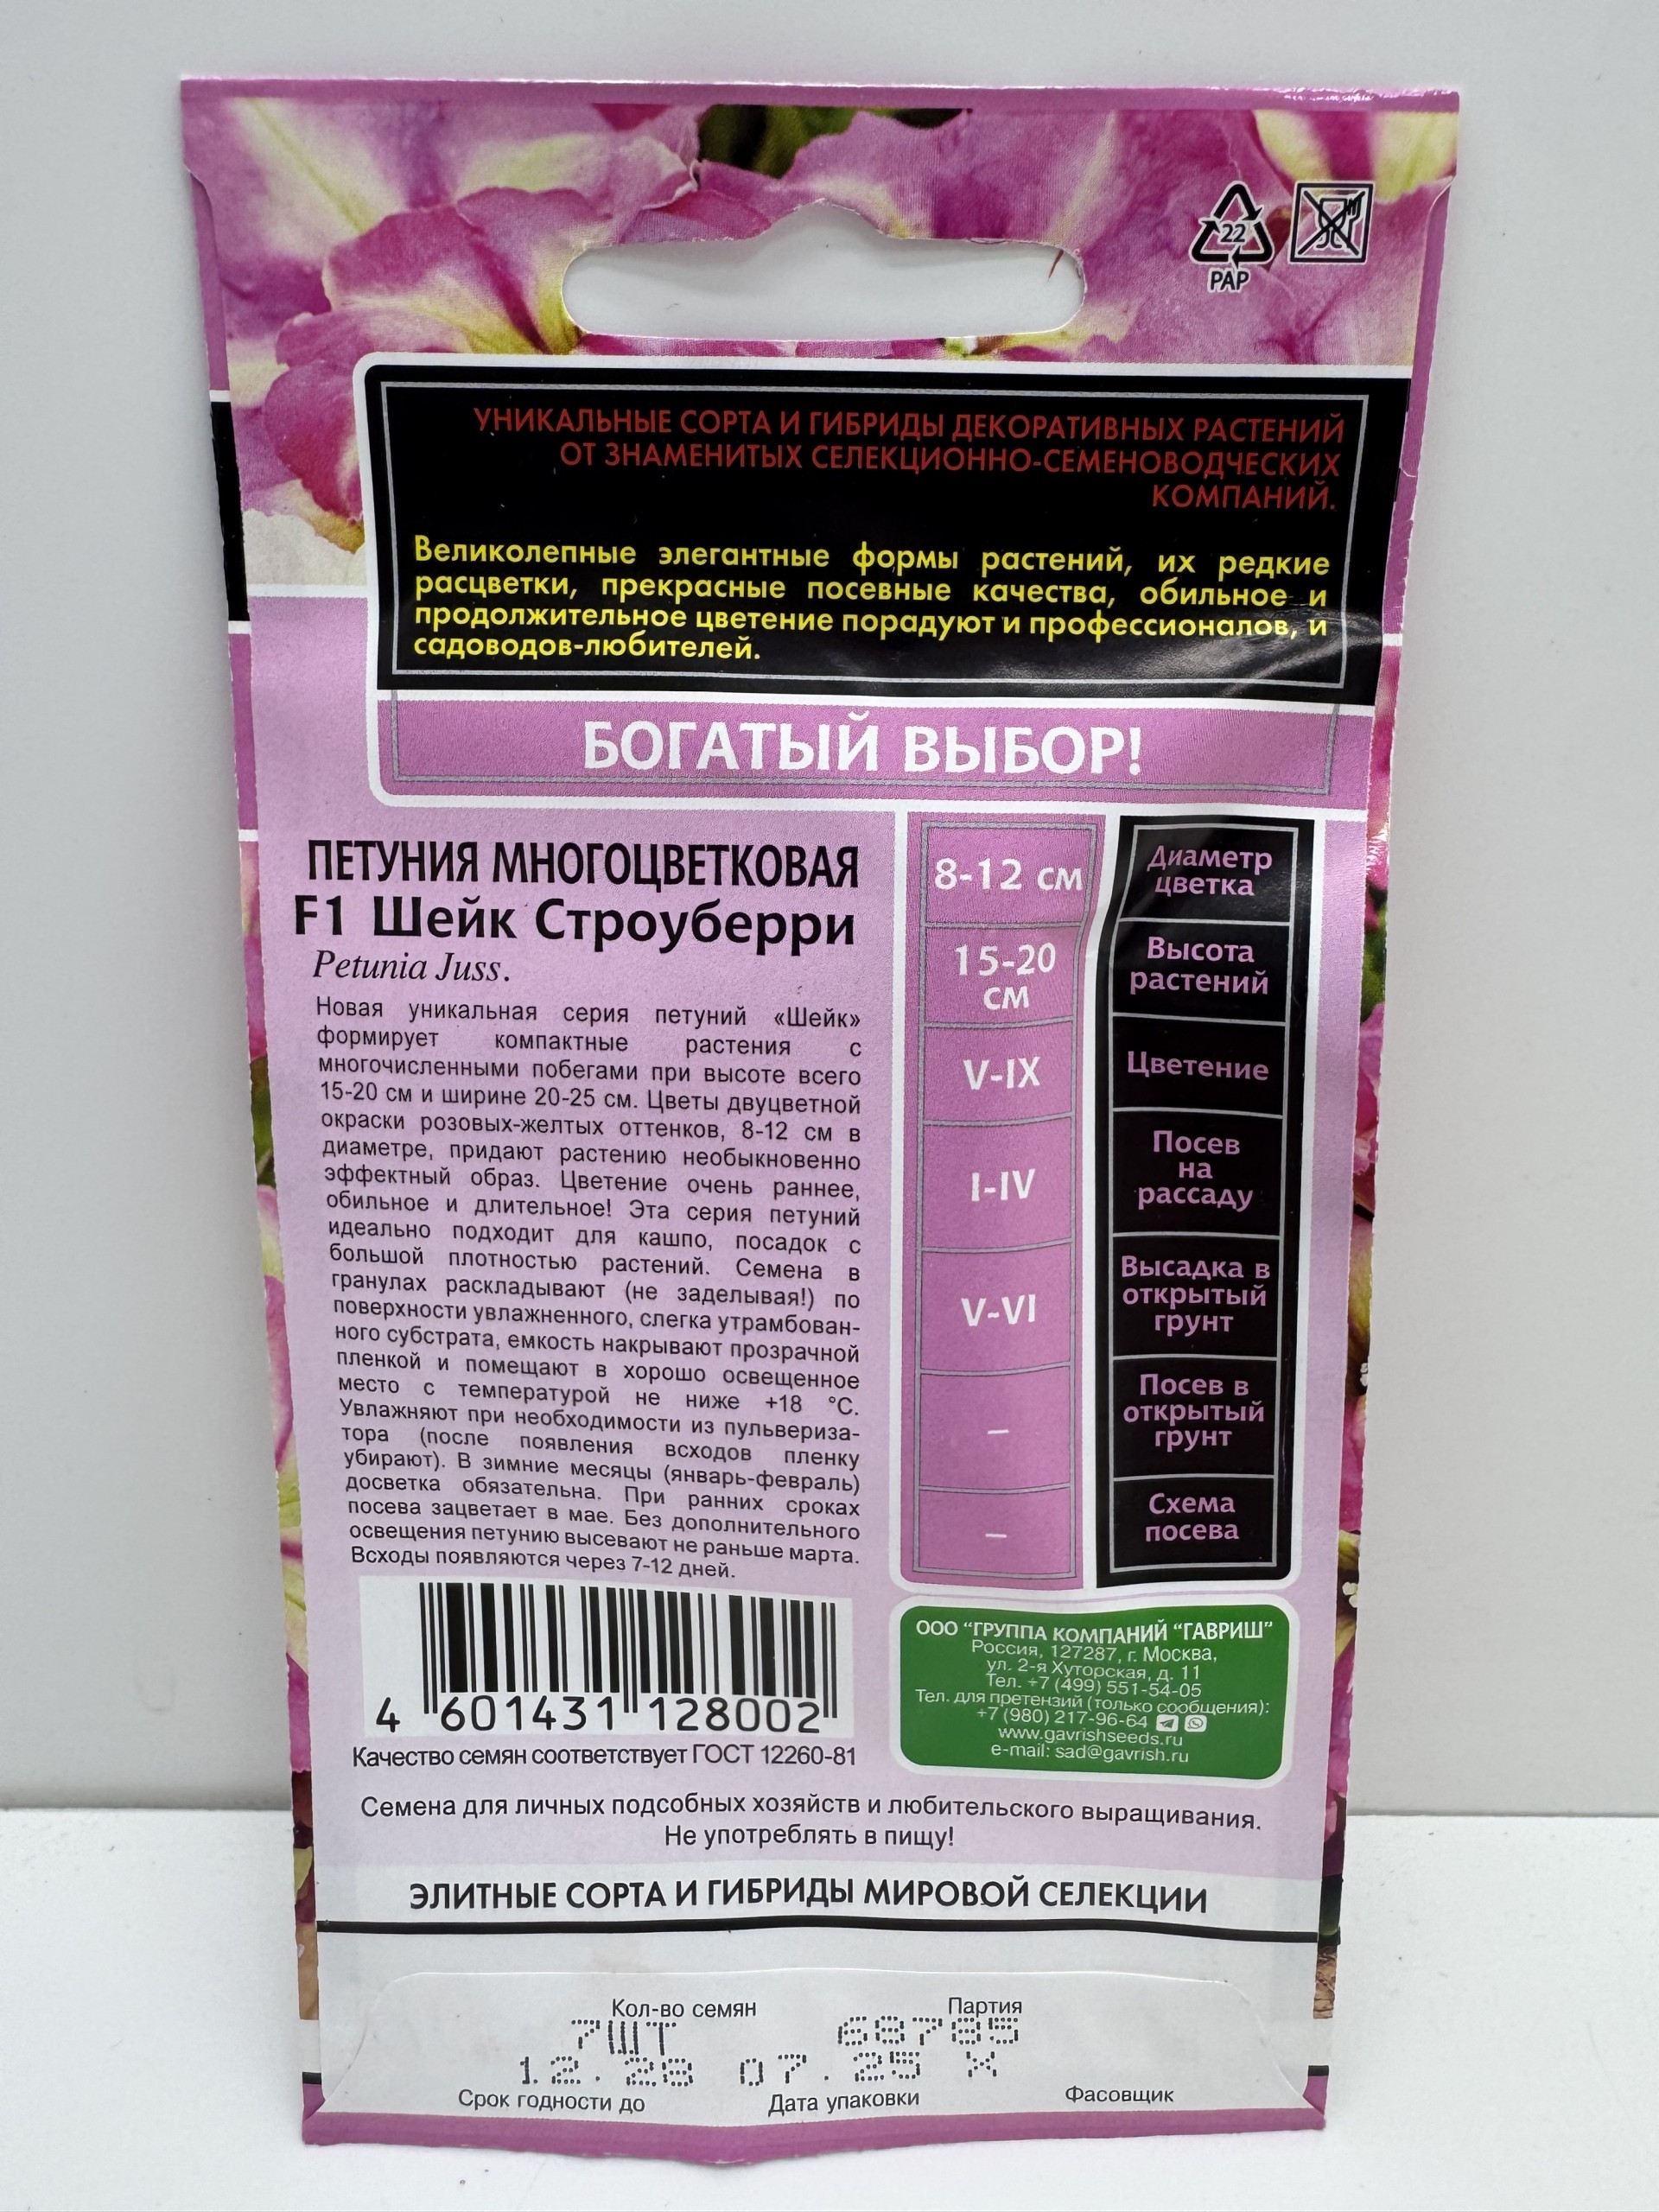 22
PAP
УНИКАЛЬНЫЕ СОРТА И ГИБРИДЫ ДЕКОРАТИВНЫХ РАСТЕНИЙ
ОТ ЗНАМЕНИТЫХ СЕЛЕКЦИОННО-СЕМЕНОВОДЧЕСКИХ
КОМПАНИЙ.
Великолепные элегантные формы растений, их редкие
расцветки, прекрасные посевные качества, обильное и
продолжительное цветение порадуют и профессионалов, и
садоводов-любителей.
БОГАТЫЙ ВЫБОР!
ПЕТУНИЯ МНОГОЦВЕТКОВАЯ
F1 Шейк Строуберри
Petunia Juss.
Новая уникальная серия петуний «Шейк»
формирует компактные растения с
многочисленными побегами при высоте всего
15-20 см и ширине 20-25 см. Цветы двуцветной
окраски розовых-желтых оттенков, 8-12 см в
диаметре, придают растению необыкновенно
эффектный образ. Цветение очень раннее,
обильное и длительное! Эта серия петуний
идеально подходит для кашпо, посадок с
большой плотностью растений. Семена в
гранулах раскладывают (не заделывая!) по
поверхности увлажненного, слегка утрамбован-
ного субстрата, емкость накрывают прозрачной
пленкой и помещают в хорошо освещенное
место с температурой не ниже +18 °С.
Увлажняют при необходимости из пульвериза-
тора (после появления всходов пленку
убирают). В зимние месяцы (январь-февраль)
досветка обязательна. При ранних сроках
посева зацветает в мае. Без дополнительного
освещения петунию высевают не раньше марта.
Всходы появляются через 7-12 дней.
8-12 см
Диаметр
цветка
15-20
см
Высота
растений
V-IX
Цветение
I-IV
Посев
на
рассаду
V-VI
Высадка в
открытый
грунт
–
Посев в
открытый
грунт
–
Схема
посева
4 601431 128002
Качество семян соответствует ГОСТ 12260-81
ООО “ГРУППА КОМПАНИЙ “ГАВРИШ”
Россия, 127287, г. Москва,
ул. 2-я Хуторская, д. 11
Тел. +7 (499) 551-54-05
Тел. для претензий (только сообщения):
+7 (980) 217-96-64
www.gavrishseeds.ru
e-mail: sad@gavrish.ru
Семена для личных подсобных хозяйств и любительского выращивания.
Не употреблять в пищу!
ЭЛИТНЫЕ СОРТА И ГИБРИДЫ МИРОВОЙ СЕЛЕКЦИИ
Кол-во семян Партия
7ШТ 68785
12.28 07.25 Х
Срок годности до Дата упаковки Фасовщик